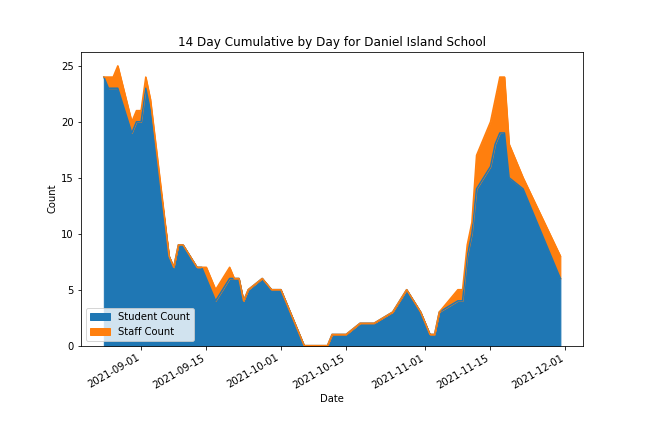 14 Day Cumulative by Day for Daniel Island School
25
20
15
10
5
0
Count
Student Count
Staff Count
2021-09-01
2021-09-15
2021-10-01
2021-10-15
2021-11-01
2021-11-15
2021-12-01
Date